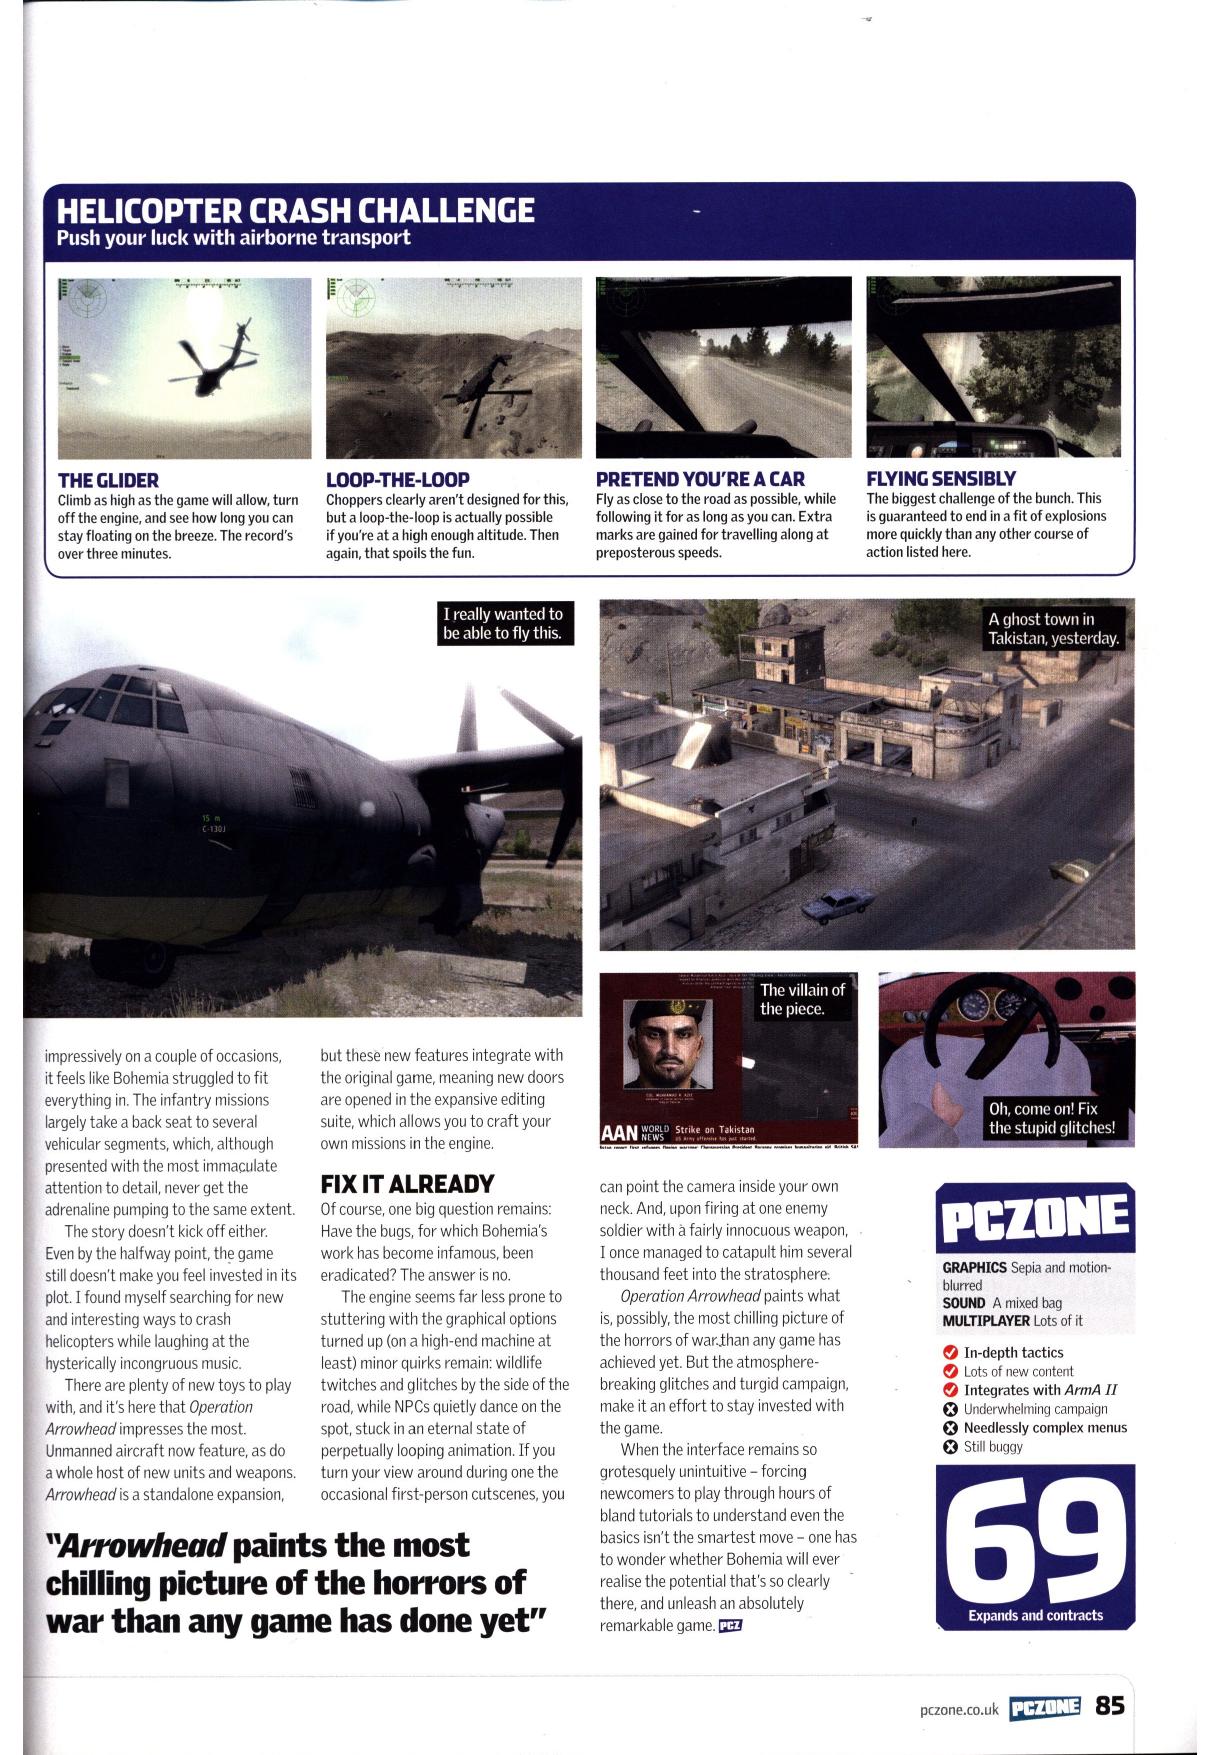 HELICOPTER CRASH CHALLENGE
Push your luck with airborne transport
THE GLIDER
Climb as high as the game will allow, turn
off the engine, and see how long you can
stay floating on the breeze. The record's
over three minutes.
LOOP-THE-LOOP
Choppers clearly aren't designed for this,
but a loop-the-loop is actually possible
if you're at a high enough altitude. Then
again, that spoils the fun.
PRETEND YOU'RE A CAR
Fly as close to the road as possible, while
following it for as long as you can. Extra
marks are gained for travelling along at
preposterous speeds.
FLYING SENSIBLY
The biggest challenge of the bunch. This
is guaranteed to end in a fit of explosions
more quickly than any other course of
action listed here.
I really wanted to
be able to fly this.
15 m
C-130J
A ghost town in
Takistan, yesterday.
The villain of
the piece.
COL. MUHAMMAD R. AZIZ
AAN WORLD NEWS
Strike on Takistan
US Army offensive has just started.
Oh, come on! Fix
the stupid glitches!
impressively on a couple of occasions,
it feels like Bohemia struggled to fit
everything in. The infantry missions
largely take a back seat to several
vehicular segments, which, although
presented with the most immaculate
attention to detail, never get the
adrenaline pumping to the same extent.
The story doesn't kick off either.
Even by the halfway point, the game
still doesn't make you feel invested in its
plot. I found myself searching for new
and interesting ways to crash
helicopters while laughing at the
hysterically incongruous music.
There are plenty of new toys to play
with, and it's here that Operation
Arrowhead impresses the most.
Unmanned aircraft now feature, as do
a whole host of new units and weapons.
Arrowhead is a standalone expansion,
but these new features integrate with
the original game, meaning new doors
are opened in the expansive editing
suite, which allows you to craft your
own missions in the engine.
FIX IT ALREADY
Of course, one big question remains:
Have the bugs, for which Bohemia's
work has become infamous, been
eradicated? The answer is no.
The engine seems far less prone to
stuttering with the graphical options
turned up (on a high-end machine at
least) minor quirks remain: wildlife
twitches and glitches by the side of the
road, while NPCs quietly dance on the
spot, stuck in an eternal state of
perpetually looping animation. If you
turn your view around during one the
occasional first-person cutscenes, you
can point the camera inside your own
neck. And, upon firing at one enemy
soldier with a fairly innocuous weapon,
I once managed to catapult him several
thousand feet into the stratosphere.
Operation Arrowhead paints what
is, possibly, the most chilling picture of
the horrors of war than any game has
achieved yet. But the atmosphere-
breaking glitches and turgid campaign,
make it an effort to stay invested with
the game.
When the interface remains so
grotesquely unintuitive – forcing
newcomers to play through hours of
bland tutorials to understand even the
basics isn't the smartest move – one has
to wonder whether Bohemia will ever
realise the potential that's so clearly
there, and unleash an absolutely
remarkable game. PCZ
"Arrowhead paints the most
chilling picture of the horrors of
war than any game has done yet"
PCZONE
GRAPHICS Sepia and motion-
blurred
SOUND A mixed bag
MULTIPLAYER Lots of it
In-depth tactics
Lots of new content
Integrates with ArmA II
Underwhelming campaign
Needlessly complex menus
Still buggy
69
Expands and contracts
pczone.co.uk PCZONE 85